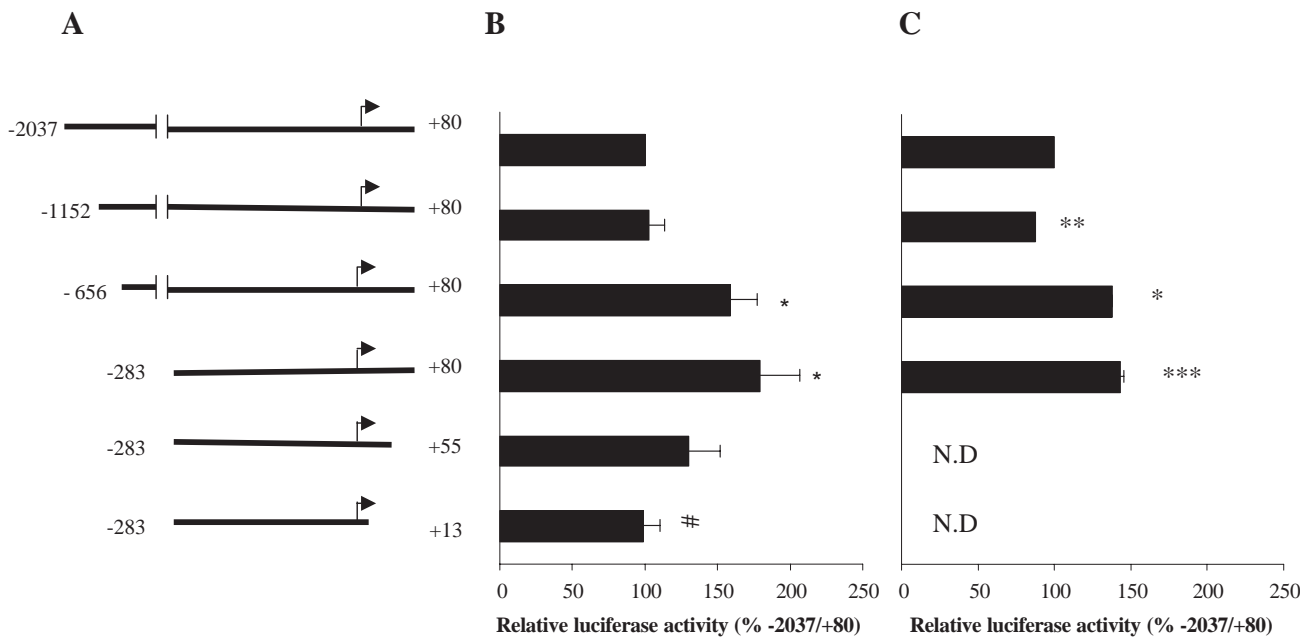 A B C
-2037 +80
-1152 +80
**
- 656 +80
* *
-283 +80
* ***
-283 +55
N.D
-283 +13
# N.D
0 50 100 150 200 250
0 50 100 150 200 250
Relative luciferase activity (% -2037/+80)
Relative luciferase activity (% -2037/+80)